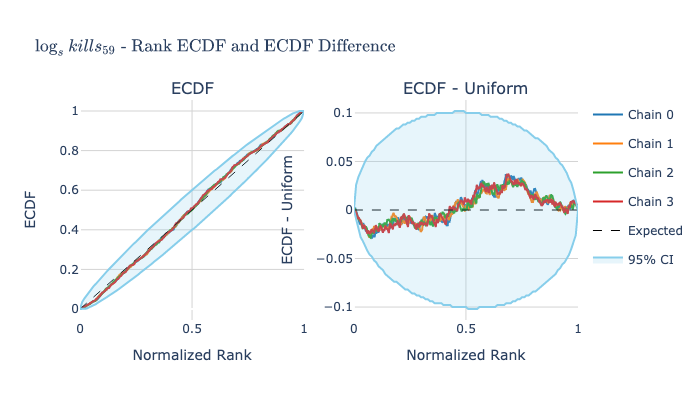 log_s kills_59 - Rank ECDF and ECDF Difference
ECDF
ECDF - Uniform
1
0.8
0.6
0.4
0.2
0
ECDF
0
0.5
1
Normalized Rank
0.1
0.05
0
−0.05
−0.1
ECDF - Uniform
0
0.5
1
Normalized Rank
Chain 0
Chain 1
Chain 2
Chain 3
Expected
95% CI